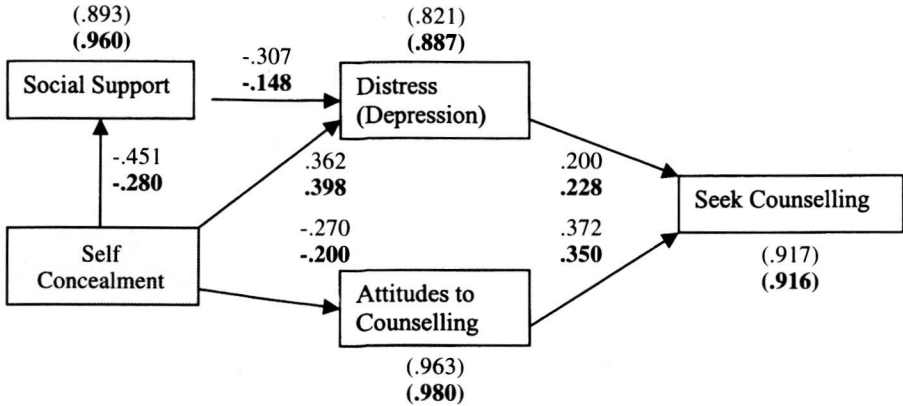 (.893)
(.960)
Social Support
-.307
-.148
(.821)
(.887)
Distress
(Depression)
-.451
-.280
.362
.398
.200
.228
Seek Counselling
(.917)
(.916)
Self
Concealment
-.270
-.200
.372
.350
Attitudes to
Counselling
(.963)
(.980)